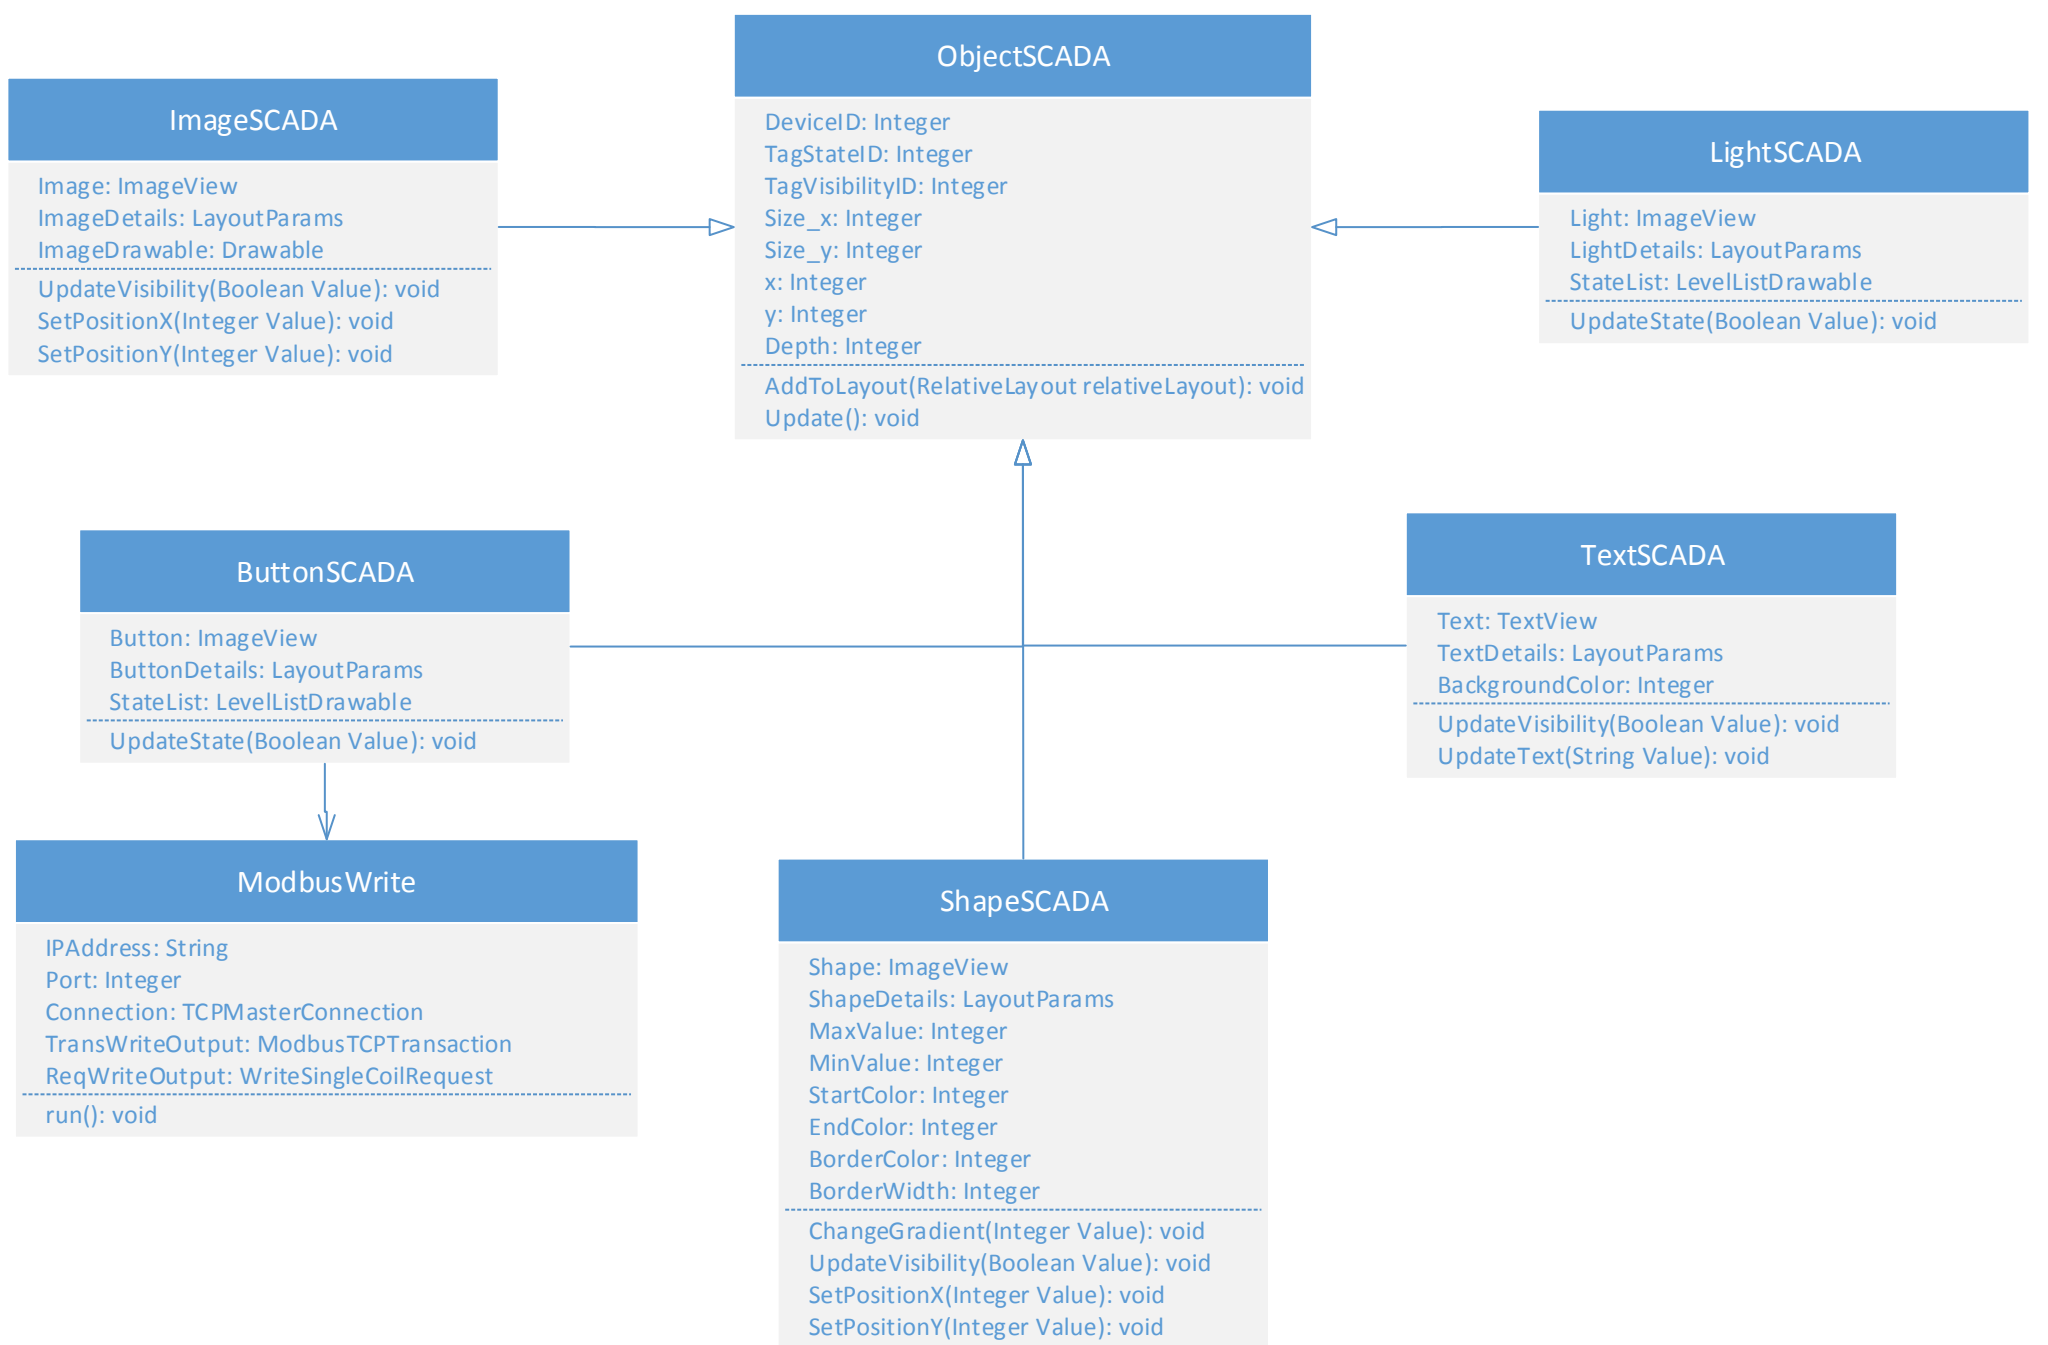 ObjectSCADA
DeviceID: Integer
TagStateID: Integer
TagVisibilityID: Integer
Size_x: Integer
Size_y: Integer
x: Integer
y: Integer
Depth: Integer
AddToLayout(RelativeLayout relativeLayout): void
Update(): void
ImageSCADA
Image: ImageView
ImageDetails: LayoutParams
ImageDrawable: Drawable
UpdateVisibility(Boolean Value): void
SetPositionX(Integer Value): void
SetPositionY(Integer Value): void
LightSCADA
Light: ImageView
LightDetails: LayoutParams
StateList: LevelListDrawable
UpdateState(Boolean Value): void
ButtonSCADA
Button: ImageView
ButtonDetails: LayoutParams
StateList: LevelListDrawable
UpdateState(Boolean Value): void
TextSCADA
Text: TextView
TextDetails: LayoutParams
BackgroundColor: Integer
UpdateVisibility(Boolean Value): void
UpdateText(String Value): void
ModbusWrite
IPAddress: String
Port: Integer
Connection: TCPMasterConnection
TransWriteOutput: ModbusTCPTransaction
ReqWriteOutput: WriteSingleCoilRequest
run(): void
ShapeSCADA
Shape: ImageView
ShapeDetails: LayoutParams
MaxValue: Integer
MinValue: Integer
StartColor: Integer
EndColor: Integer
BorderColor: Integer
BorderWidth: Integer
ChangeGradient(Integer Value): void
UpdateVisibility(Boolean Value): void
SetPositionX(Integer Value): void
SetPositionY(Integer Value): void